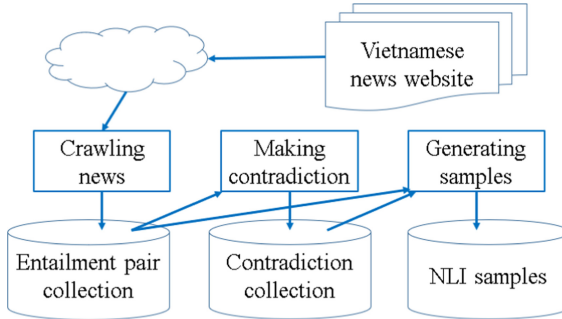 Vietnamese
news website
Crawling
news
Making
contradiction
Generating
samples
Entailment pair
collection
Contradiction
collection
NLI samples